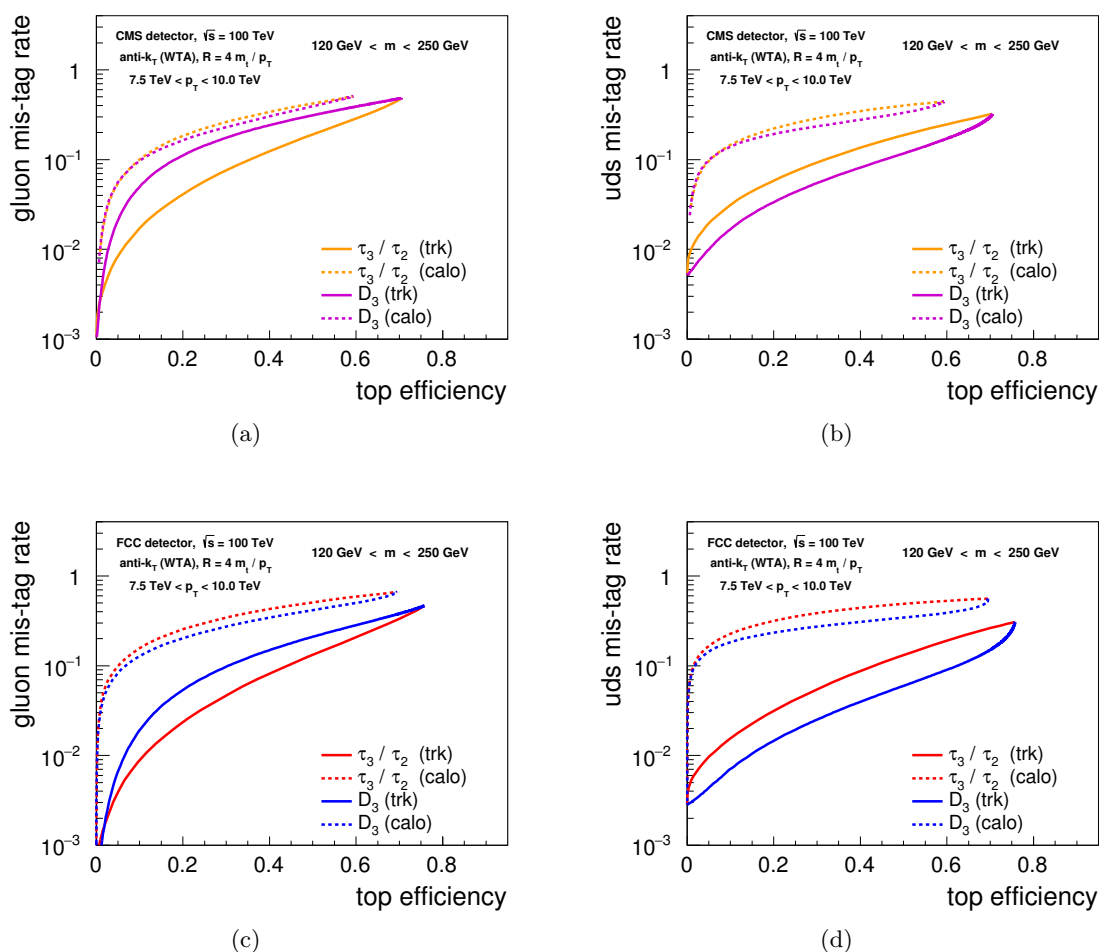 CMS detector, √s = 100 TeV
anti-k_T (WTA), R = 4 m_t / p_T
7.5 TeV < p_T < 10.0 TeV
120 GeV < m < 250 GeV
gluon mis-tag rate
1
10⁻¹
10⁻²
10⁻³
τ₃ / τ₂ (trk)
τ₃ / τ₂ (calo)
D₃ (trk)
D₃ (calo)
0 0.2 0.4 0.6 0.8
top efficiency
(a)
CMS detector, √s = 100 TeV
anti-k_T (WTA), R = 4 m_t / p_T
7.5 TeV < p_T < 10.0 TeV
120 GeV < m < 250 GeV
uds mis-tag rate
1
10⁻¹
10⁻²
10⁻³
τ₃ / τ₂ (trk)
τ₃ / τ₂ (calo)
D₃ (trk)
D₃ (calo)
0 0.2 0.4 0.6 0.8
top efficiency
(b)
FCC detector, √s = 100 TeV
anti-k_T (WTA), R = 4 m_t / p_T
7.5 TeV < p_T < 10.0 TeV
120 GeV < m < 250 GeV
gluon mis-tag rate
1
10⁻¹
10⁻²
10⁻³
τ₃ / τ₂ (trk)
τ₃ / τ₂ (calo)
D₃ (trk)
D₃ (calo)
0 0.2 0.4 0.6 0.8
top efficiency
(c)
FCC detector, √s = 100 TeV
anti-k_T (WTA), R = 4 m_t / p_T
7.5 TeV < p_T < 10.0 TeV
120 GeV < m < 250 GeV
uds mis-tag rate
1
10⁻¹
10⁻²
10⁻³
τ₃ / τ₂ (trk)
τ₃ / τ₂ (calo)
D₃ (trk)
D₃ (calo)
0 0.2 0.4 0.6 0.8
top efficiency
(d)